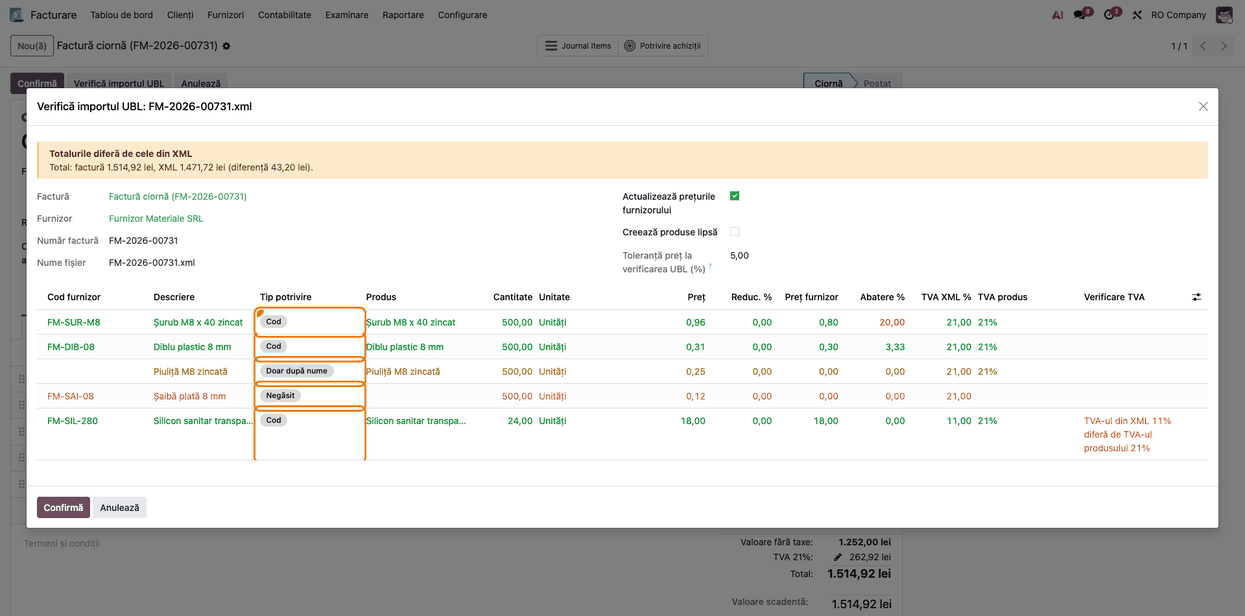 Facturare Tablou de bord Clienți Furnizori Contabilitate Examinare Raportare Configurare AI 8 3 RO Company
Nou(ă) Factură ciornă (FM-2026-00731) Journal Items Potrivire achiziții 1 / 1
Confirmă Verifică importul UBL Anulează Ciornă Postat
Verifică importul UBL: FM-2026-00731.xml
Totalurile diferă de cele din XML
Total: factură 1.514,92 lei, XML 1.471,72 lei (diferență 43,20 lei).
Factură Factură ciornă (FM-2026-00731)
Furnizor Furnizor Materiale SRL
Număr factură FM-2026-00731
Nume fișier FM-2026-00731.xml
Actualizează prețurile
furnizorului
Creează produse lipsă
Toleranță preț la
verificarea UBL (%) ? 5,00
Cod furnizor Descriere Tip potrivire Produs Cantitate Unitate Preț Reduc. % Preț furnizor Abatere % TVA XML % TVA produs Verificare TVA
FM-SUR-M8 Șurub M8 x 40 zincat Cod Șurub M8 x 40 zincat 500,00 Unități 0,96 0,00 0,80 20,00 21,00 21%
FM-DIB-08 Diblu plastic 8 mm Cod Diblu plastic 8 mm 500,00 Unități 0,31 0,00 0,30 3,33 21,00 21%
Piuliță M8 zincată Doar după nume Piuliță M8 zincată 500,00 Unități 0,25 0,00 0,00 0,00 21,00 21%
FM-SAI-08 Șaibă plată 8 mm Negăsit 500,00 Unități 0,12 0,00 0,00 0,00 21,00
FM-SIL-280 Silicon sanitar transpa... Cod Silicon sanitar transpa... 24,00 Unități 18,00 0,00 18,00 0,00 11,00 21% TVA-ul din XML 11%
diferă de TVA-ul
produsului 21%
Confirmă Anulează
Termeni și condiții
Valoare fără taxe: 1.252,00 lei
TVA 21%: 262,92 lei
Total: 1.514,92 lei
Valoare scadentă: 1.514,92 lei